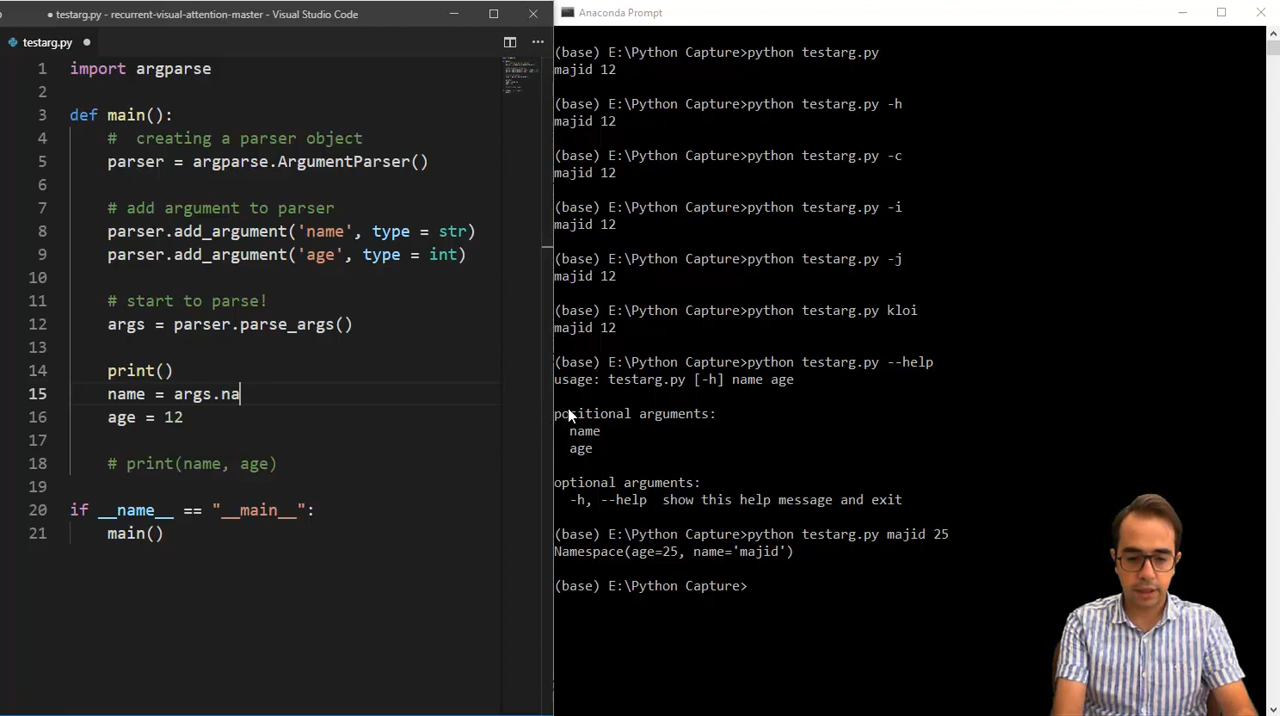 testarg.py - recurrent-visual-attention-master - Visual Studio Code
testarg.py
1 import argparse
2
3 def main():
4 #  creating a parser object
5 parser = argparse.ArgumentParser()
6
7 # add argument to parser
8 parser.add_argument('name', type = str)
9 parser.add_argument('age', type = int)
10
11 # start to parse!
12 args = parser.parse_args()
13
14 print()
15 name = args.na
16 age = 12
17
18 # print(name, age)
19
20 if __name__ == "__main__":
21 main()
Anaconda Prompt
(base) E:\Python Capture>python testarg.py
majid 12
(base) E:\Python Capture>python testarg.py -h
majid 12
(base) E:\Python Capture>python testarg.py -c
majid 12
(base) E:\Python Capture>python testarg.py -i
majid 12
(base) E:\Python Capture>python testarg.py -j
majid 12
(base) E:\Python Capture>python testarg.py kloi
majid 12
(base) E:\Python Capture>python testarg.py --help
usage: testarg.py [-h] name age
positional arguments:
name
age
optional arguments:
-h, --help  show this help message and exit
(base) E:\Python Capture>python testarg.py majid 25
Namespace(age=25, name='majid')
(base) E:\Python Capture>